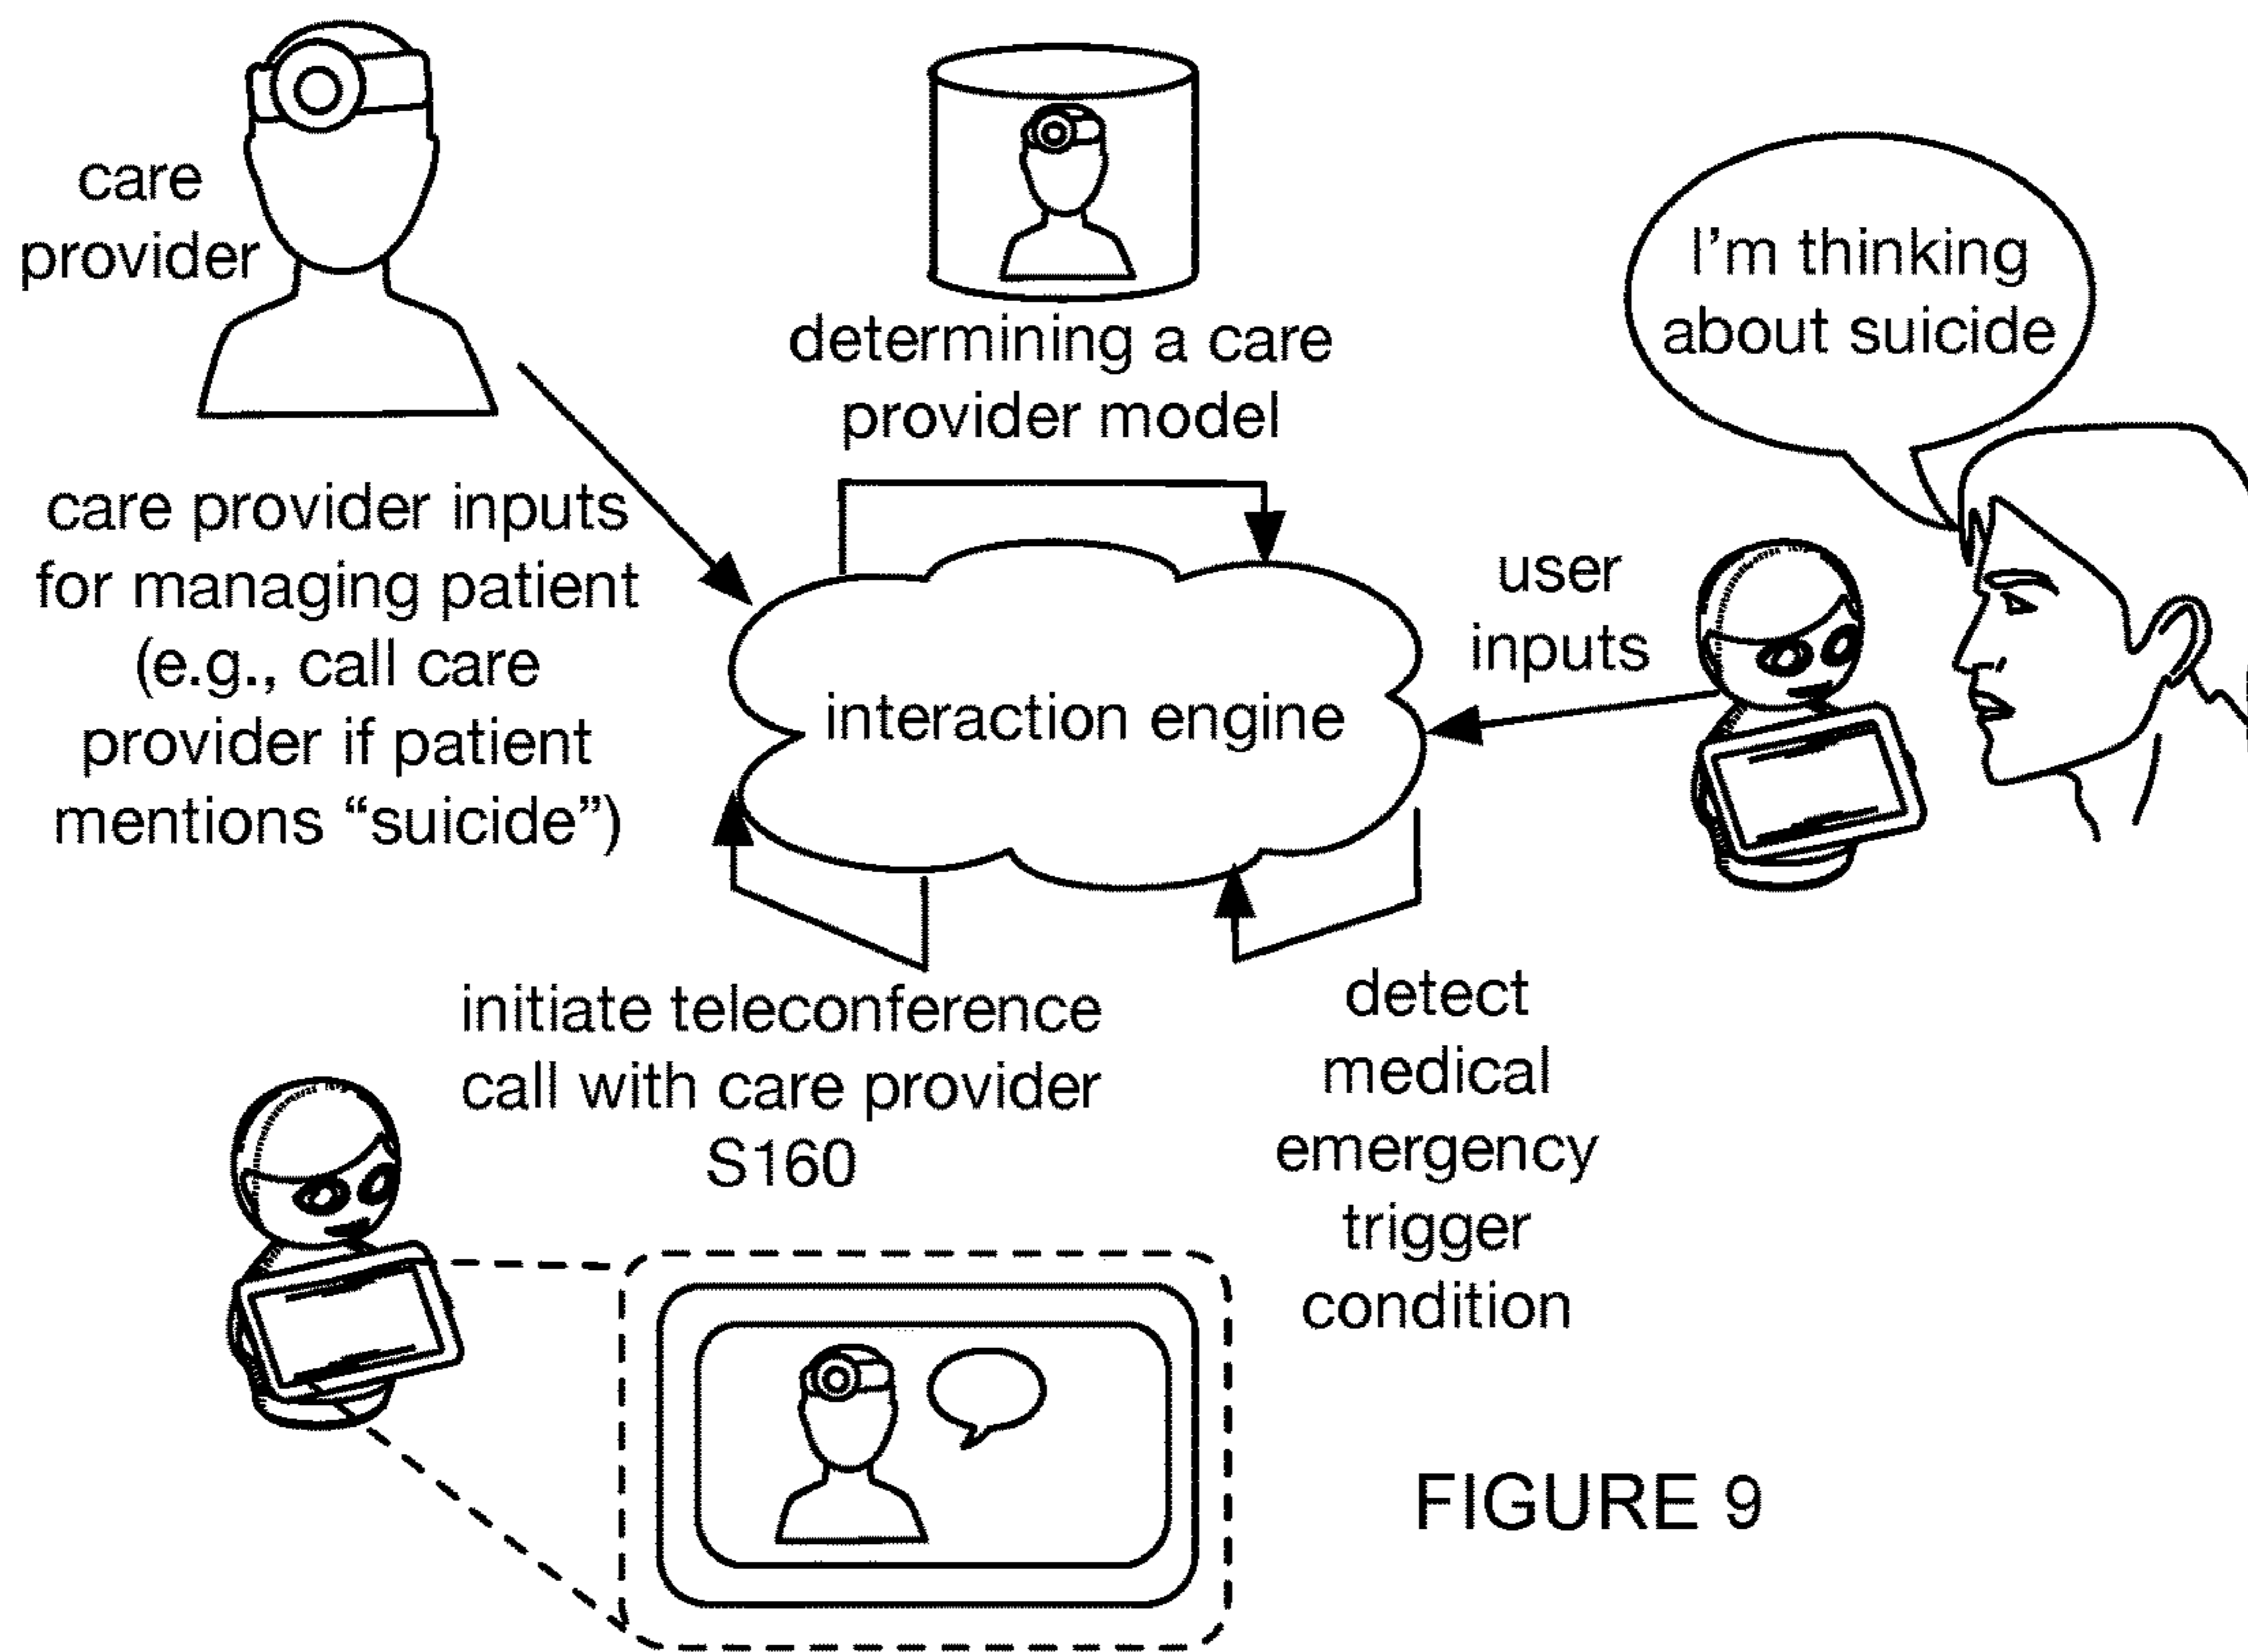 care
provider
care provider inputs
for managing patient
(e.g., call care
provider if patient
mentions “suicide”)
determining a care
provider model
I’m thinking
about suicide
user
inputs
interaction engine
initiate teleconference
call with care provider
S160
detect
medical
emergency
trigger
condition
FIGURE 9